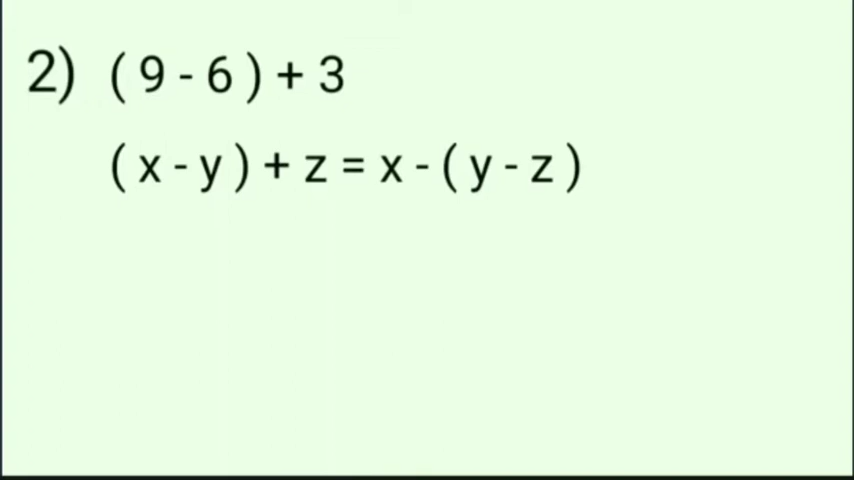 2) ( 9 - 6 ) + 3
( x - y ) + z = x - ( y - z )